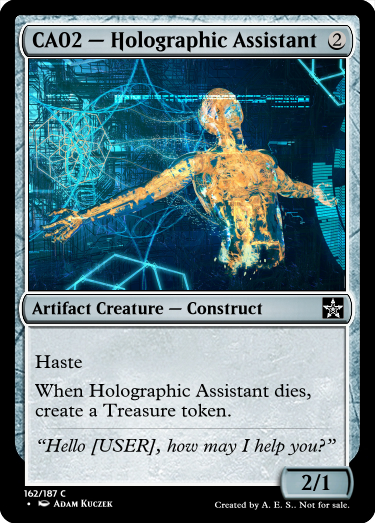 CA02 — Holographic Assistant 2
Artifact Creature — Construct
Haste
When Holographic Assistant dies,
create a Treasure token.
“Hello [USER], how may I help you?”
2/1
162/187 C
• Adam Kuczek
Created by A. E. S.. Not for sale.